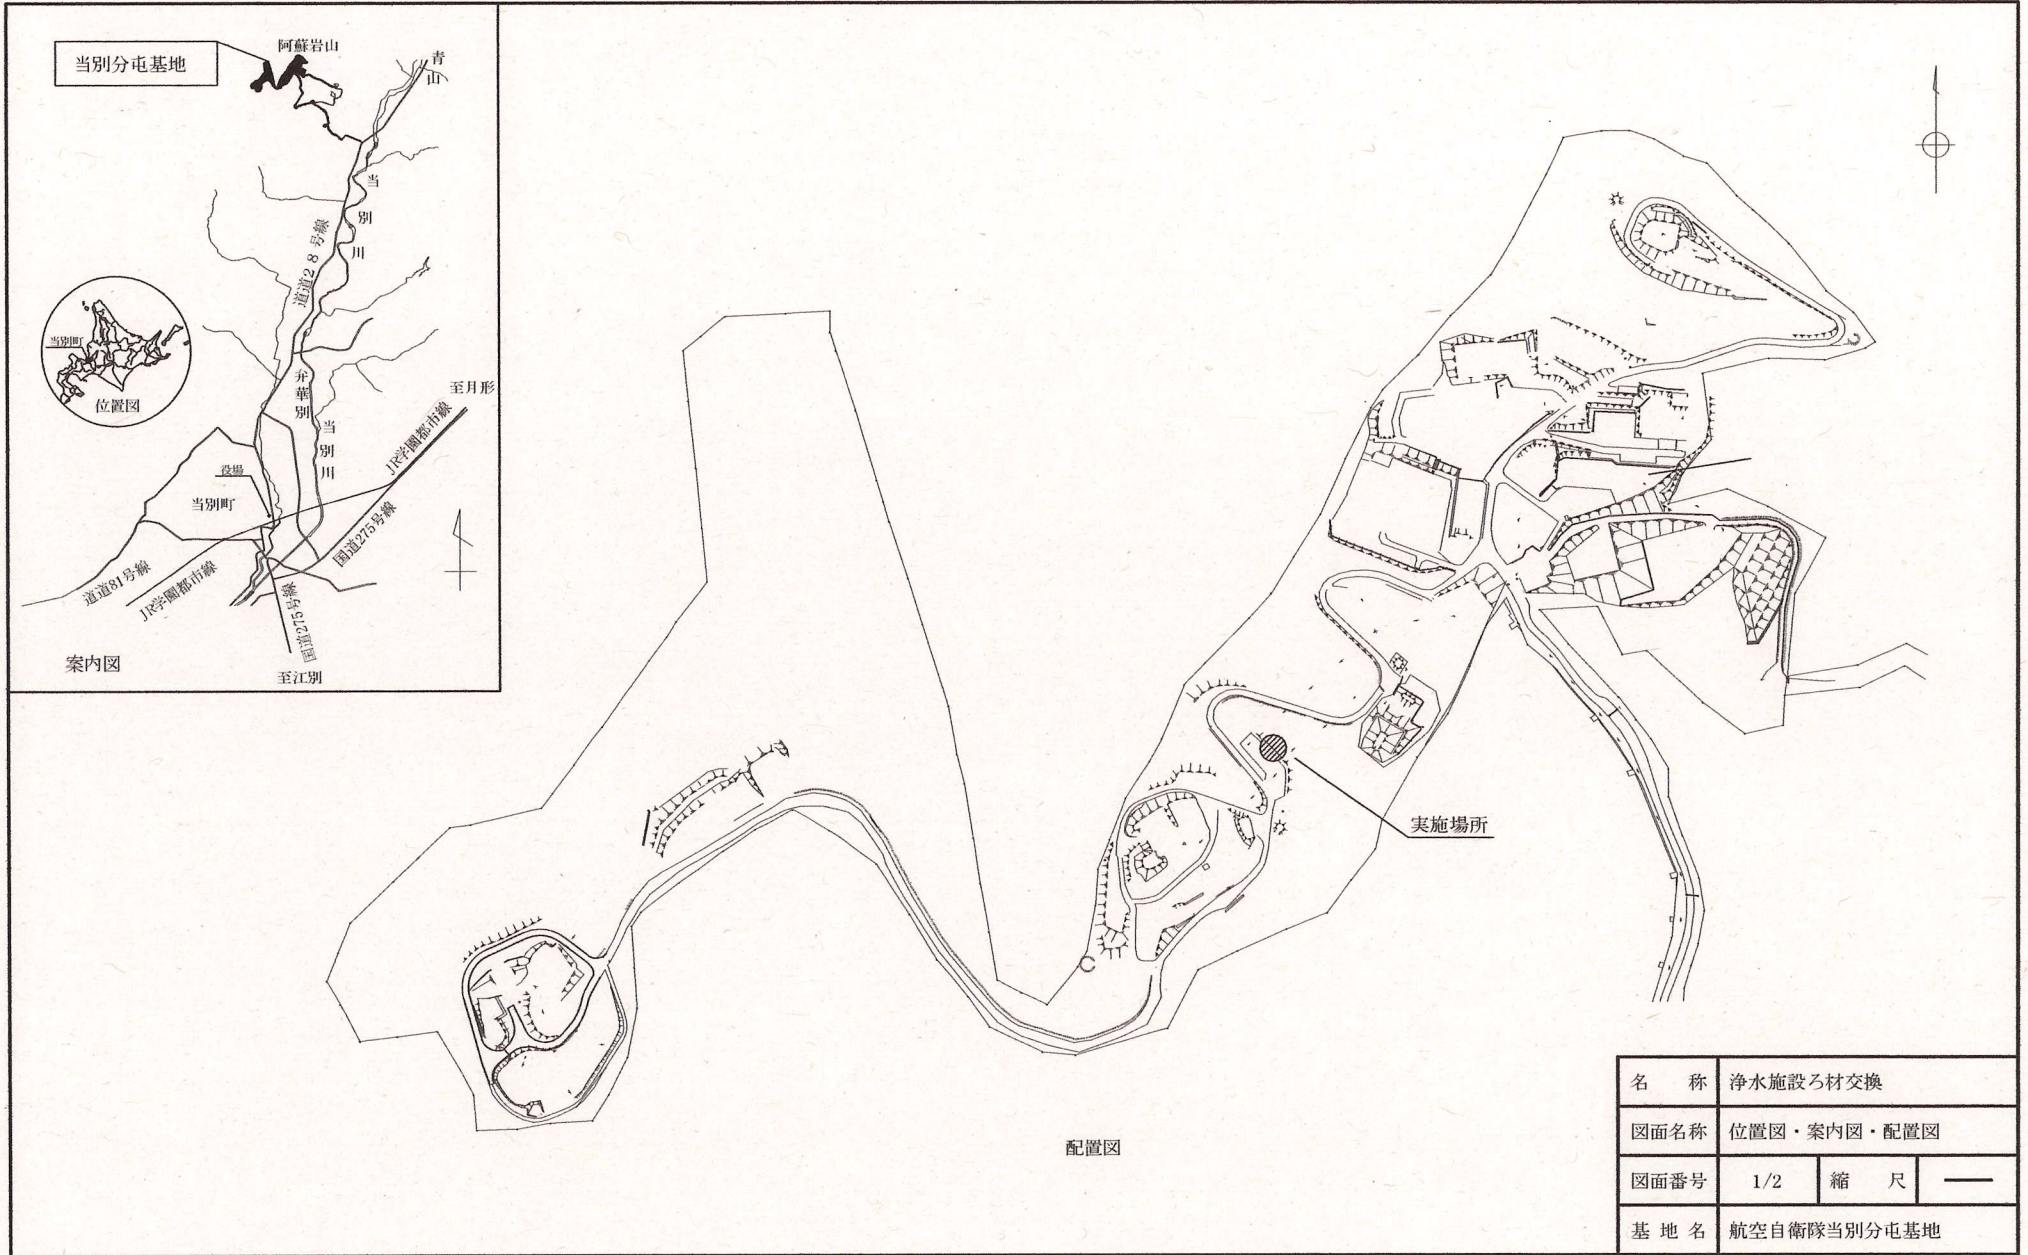 当別分屯基地
阿蘇岩山
青山
当別川
道道28号線
当別町
位置図
弁華別
当別川
至月形
JR学園都市線
役場
当別町
国道275号線
道道81号線
JR学園都市線
国道275号線
案内図
至江別
実施場所
配置図
名 称 浄水施設ろ材交換
図面名称 位置図・案内図・配置図
図面番号 1/2 縮 尺 ―
基 地 名 航空自衛隊当別分屯基地